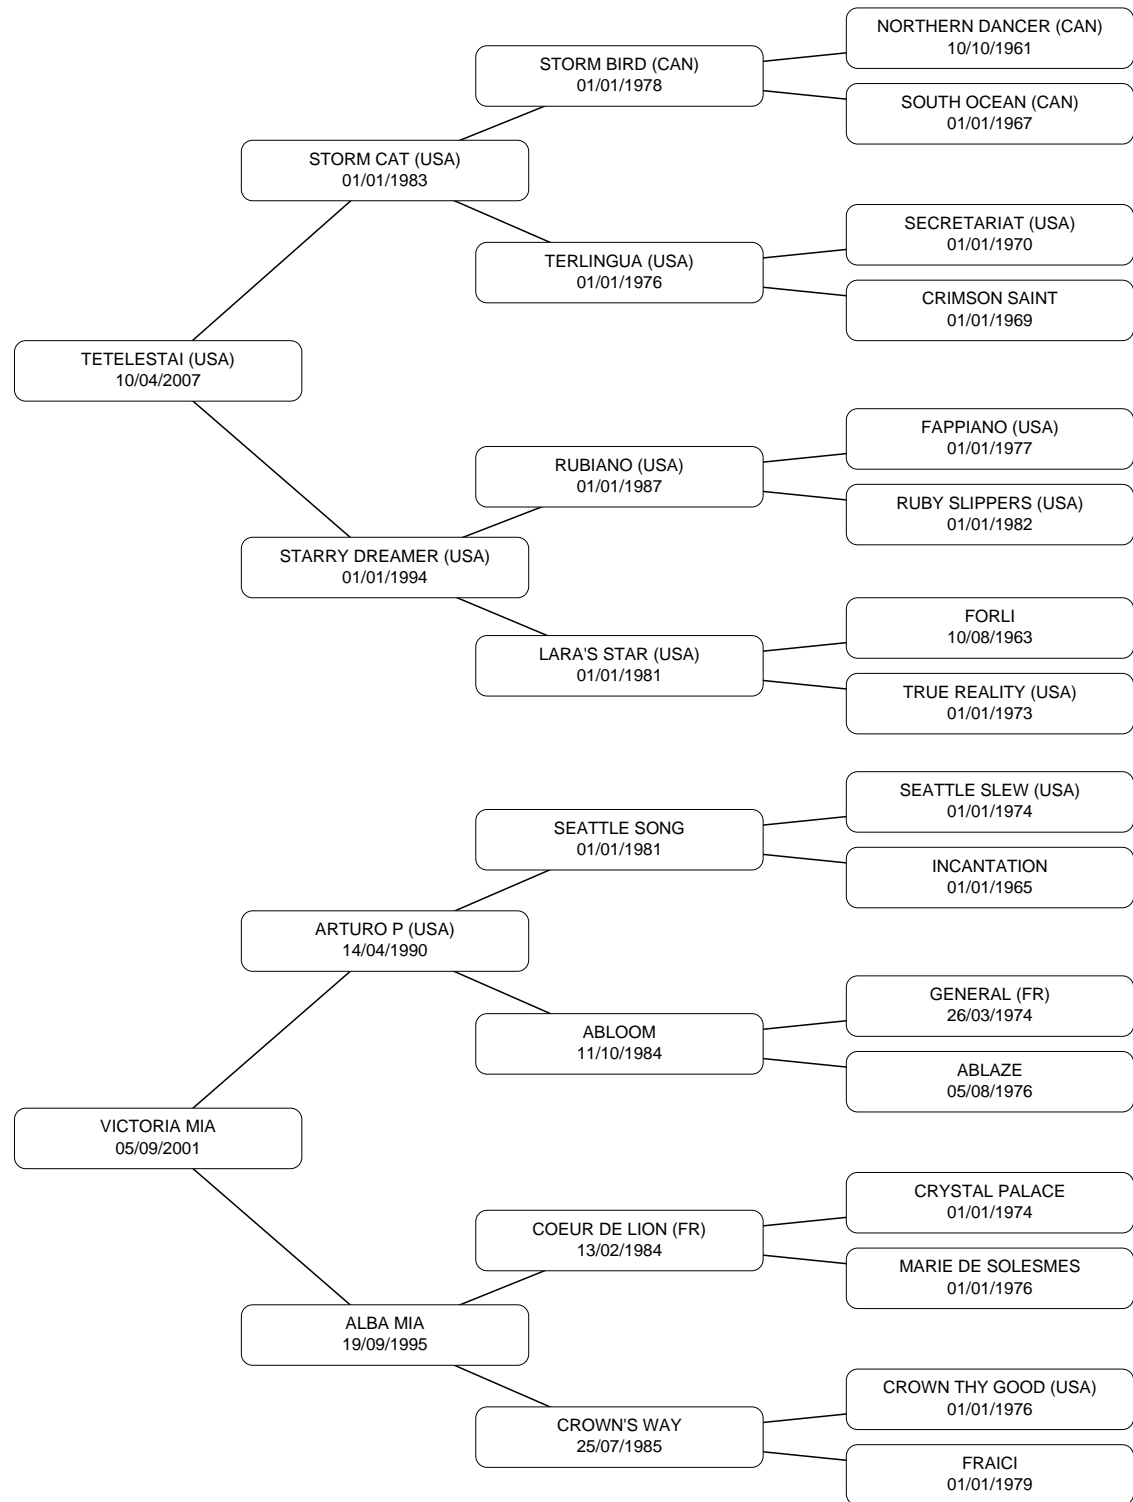 NORTHERN DANCER (CAN)
10/10/1961
STORM BIRD (CAN)
01/01/1978
SOUTH OCEAN (CAN)
01/01/1967
STORM CAT (USA)
01/01/1983
SECRETARIAT (USA)
01/01/1970
TERLINGUA (USA)
01/01/1976
CRIMSON SAINT
01/01/1969
TETELESTAI (USA)
10/04/2007
FAPPIANO (USA)
01/01/1977
RUBIANO (USA)
01/01/1987
RUBY SLIPPERS (USA)
01/01/1982
STARRY DREAMER (USA)
01/01/1994
FORLI
10/08/1963
LARA'S STAR (USA)
01/01/1981
TRUE REALITY (USA)
01/01/1973
SEATTLE SLEW (USA)
01/01/1974
SEATTLE SONG
01/01/1981
INCANTATION
01/01/1965
ARTURO P (USA)
14/04/1990
GENERAL (FR)
26/03/1974
ABLOOM
11/10/1984
ABLAZE
05/08/1976
VICTORIA MIA
05/09/2001
CRYSTAL PALACE
01/01/1974
COEUR DE LION (FR)
13/02/1984
MARIE DE SOLESMES
01/01/1976
ALBA MIA
19/09/1995
CROWN THY GOOD (USA)
01/01/1976
CROWN'S WAY
25/07/1985
FRAICI
01/01/1979